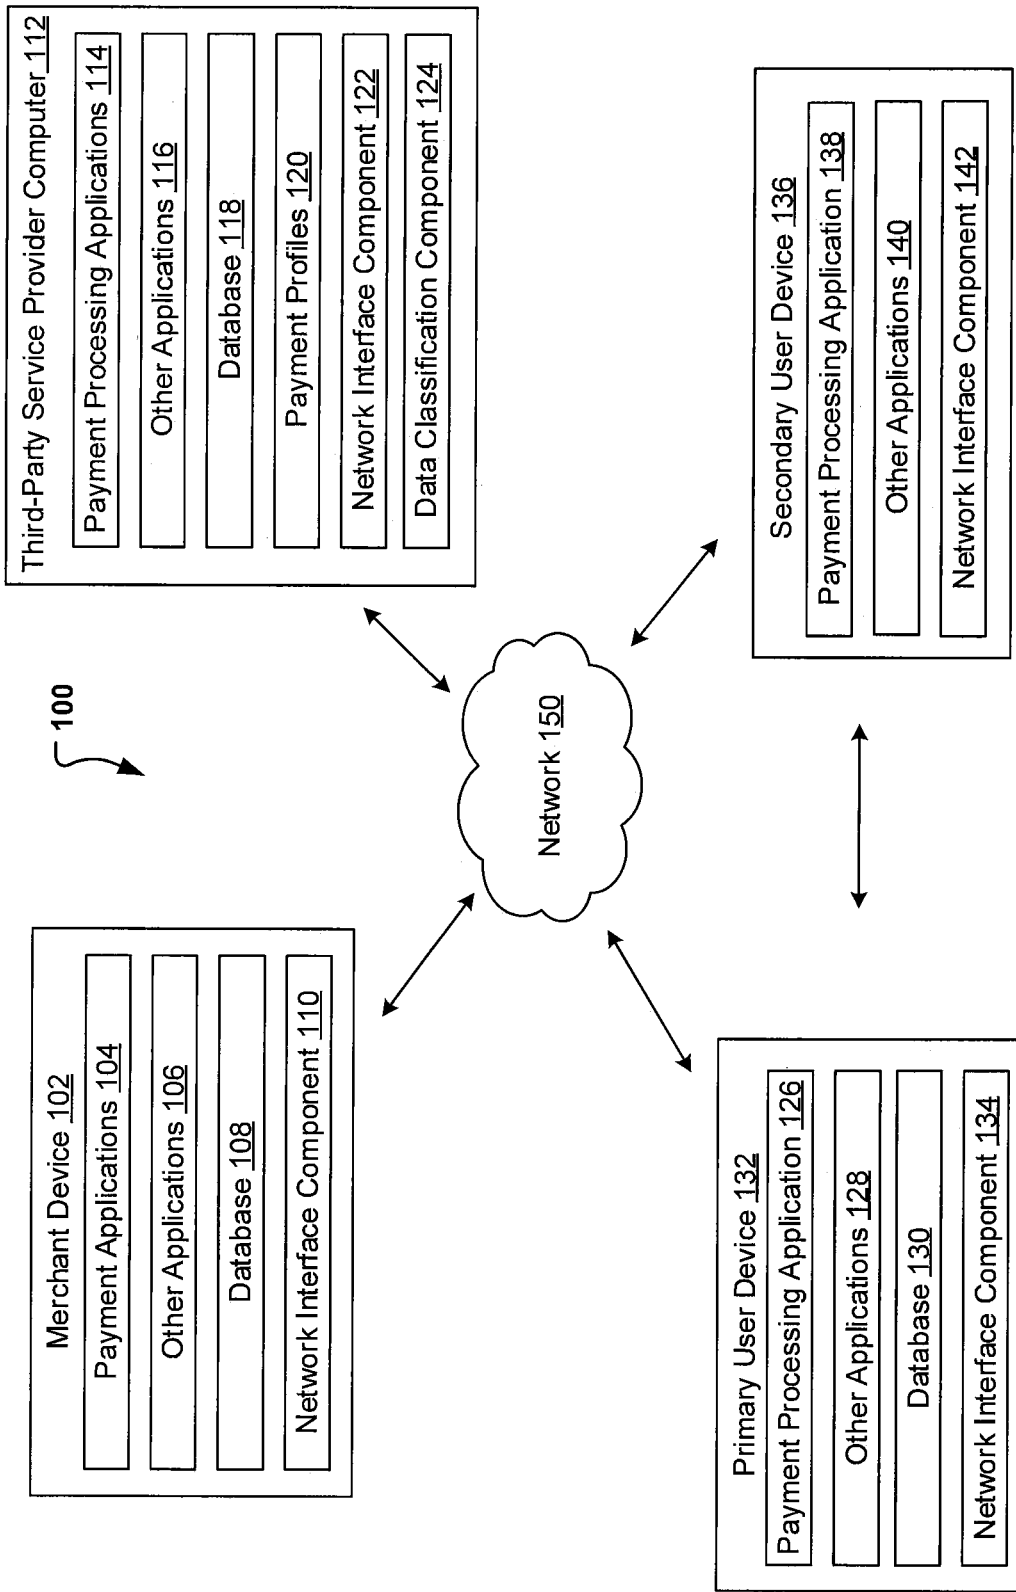 100
Merchant Device 102
Payment Applications 104
Other Applications 106
Database 108
Network Interface Component 110
Third-Party Service Provider Computer 112
Payment Processing Applications 114
Other Applications 116
Database 118
Payment Profiles 120
Network Interface Component 122
Data Classification Component 124
Network 150
Primary User Device 132
Payment Processing Application 126
Other Applications 128
Database 130
Network Interface Component 134
Secondary User Device 136
Payment Processing Application 138
Other Applications 140
Network Interface Component 142